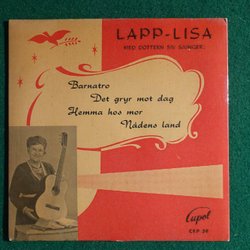 LAPP-LISA
MED DOTTERN SIV SJUNGER:
Barnatro
Det gryr mot dag
Hemma hos mor
Nådens land
Cupol
CEP 38